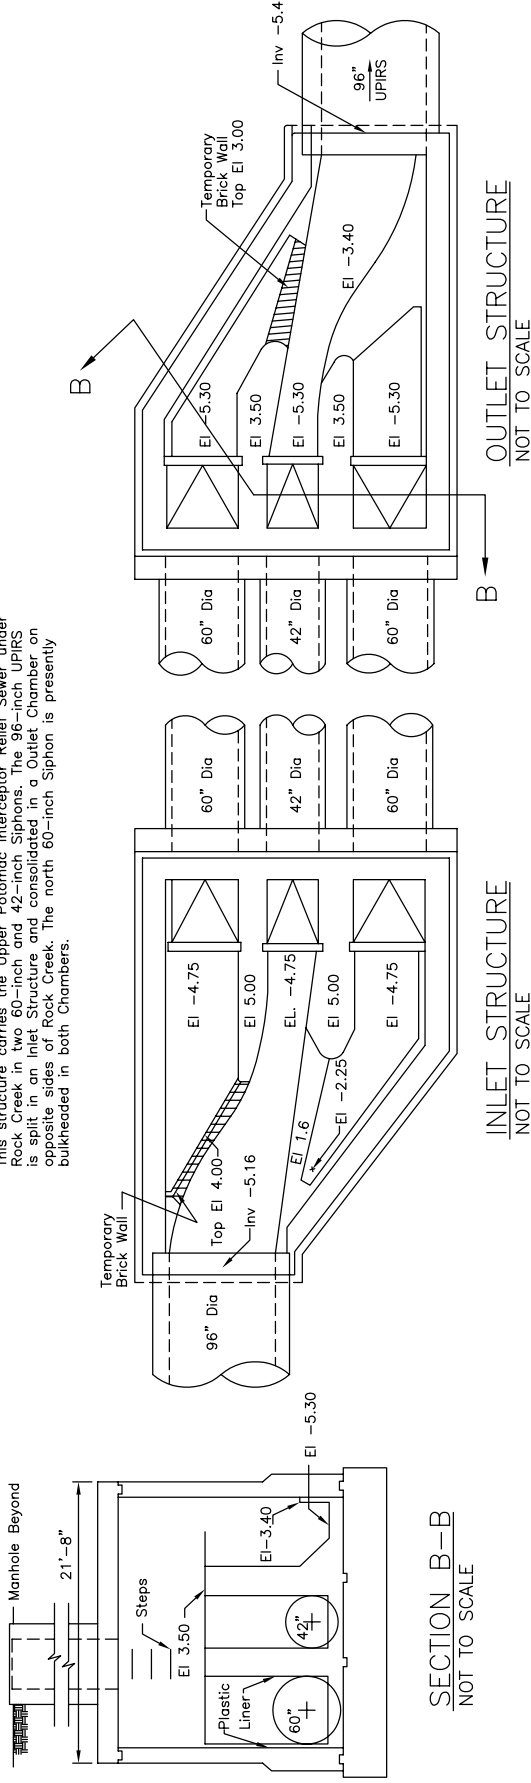 This structure carries the Upper Potomac Interceptor Relief Sewer under
Rock Creek in two 60-inch and 42-inch Siphons. The 96-inch UPIRS
is split in an Inlet Structure and consolidated in a Outlet Chamber on
opposite sides of Rock Creek. The north 60-inch Siphon is presently
bulkheaded in both Chambers.
Manhole Beyond
21'-8"
Steps
El 3.50
Plastic
Liner
60"
42"
El-3.40
El -5.30
SECTION B-B
NOT TO SCALE
Temporary
Brick Wall
Top El 4.00
Inv -5.16
96" Dia
El -4.75
El 5.00
EL. -4.75
El 5.00
El -4.75
El 1.6
El -2.25
60" Dia
42" Dia
60" Dia
INLET STRUCTURE
NOT TO SCALE
60" Dia
42" Dia
60" Dia
B
B
El -5.30
El 3.50
El -5.30
El 3.50
El -5.30
El -3.40
Temporary
Brick Wall
Top El 3.00
Inv -5.4
96"
UPIRS
OUTLET STRUCTURE
NOT TO SCALE